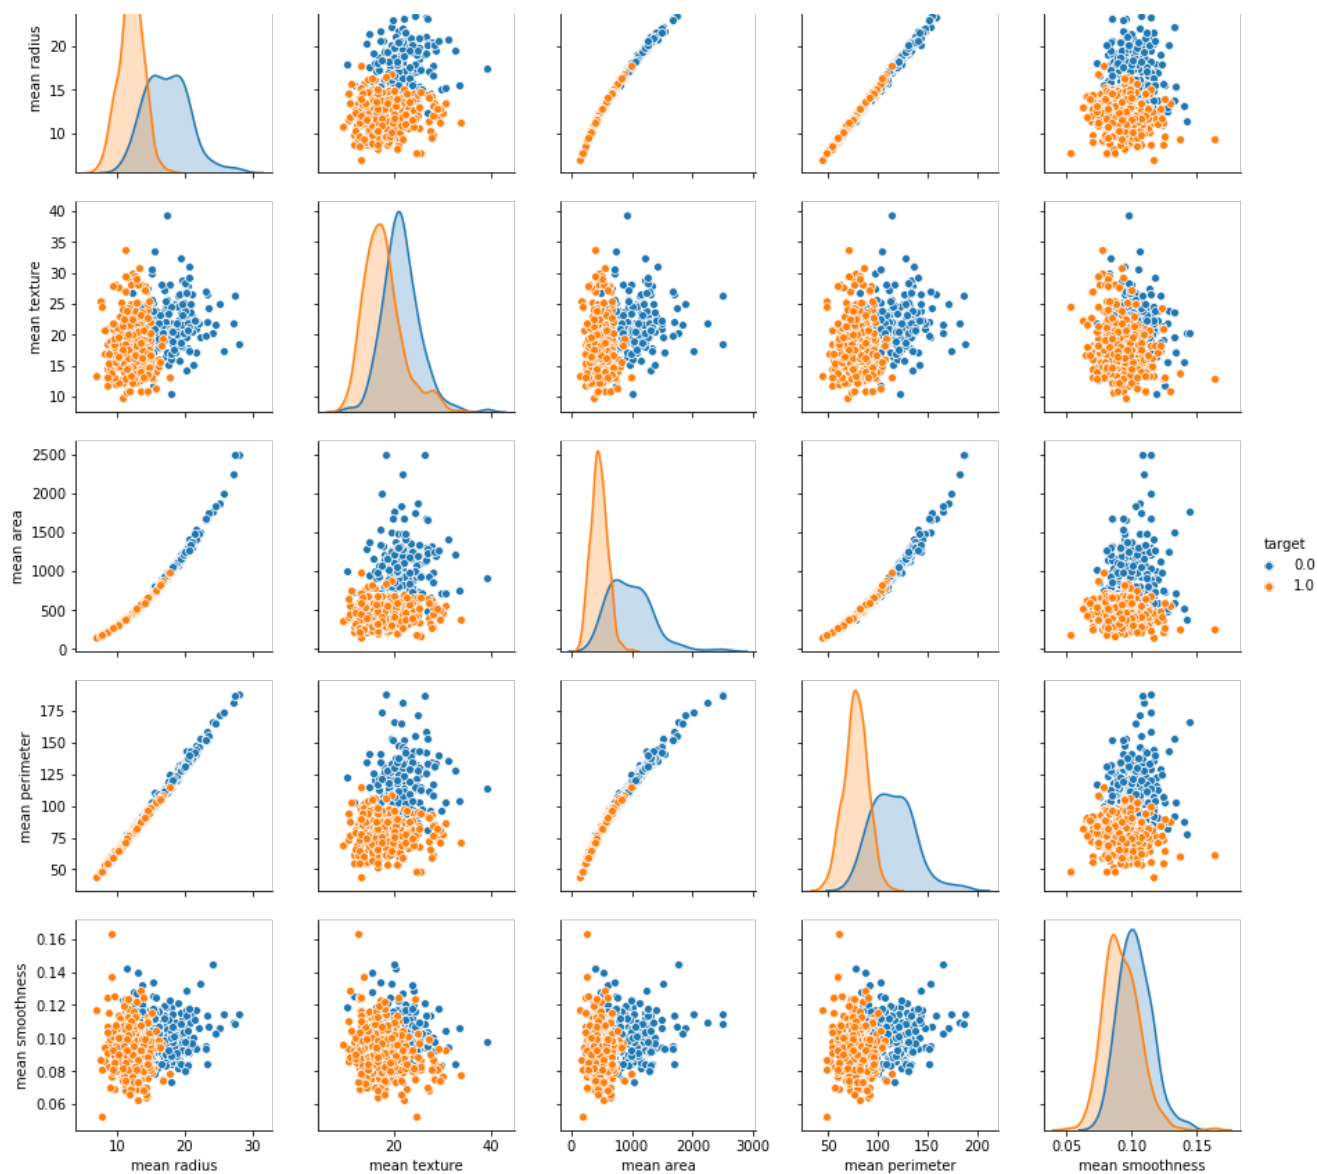 mean radius
20
15
10
mean texture
40
35
30
25
20
15
10
mean area
2500
2000
1500
1000
500
0
target
0.0
1.0
mean perimeter
175
150
125
100
75
50
mean smoothness
0.16
0.14
0.12
0.10
0.08
0.06
10 20 30
20 40
0 1000 2000 3000
50 100 150 200
0.05 0.10 0.15
mean radius
mean texture
mean area
mean perimeter
mean smoothness